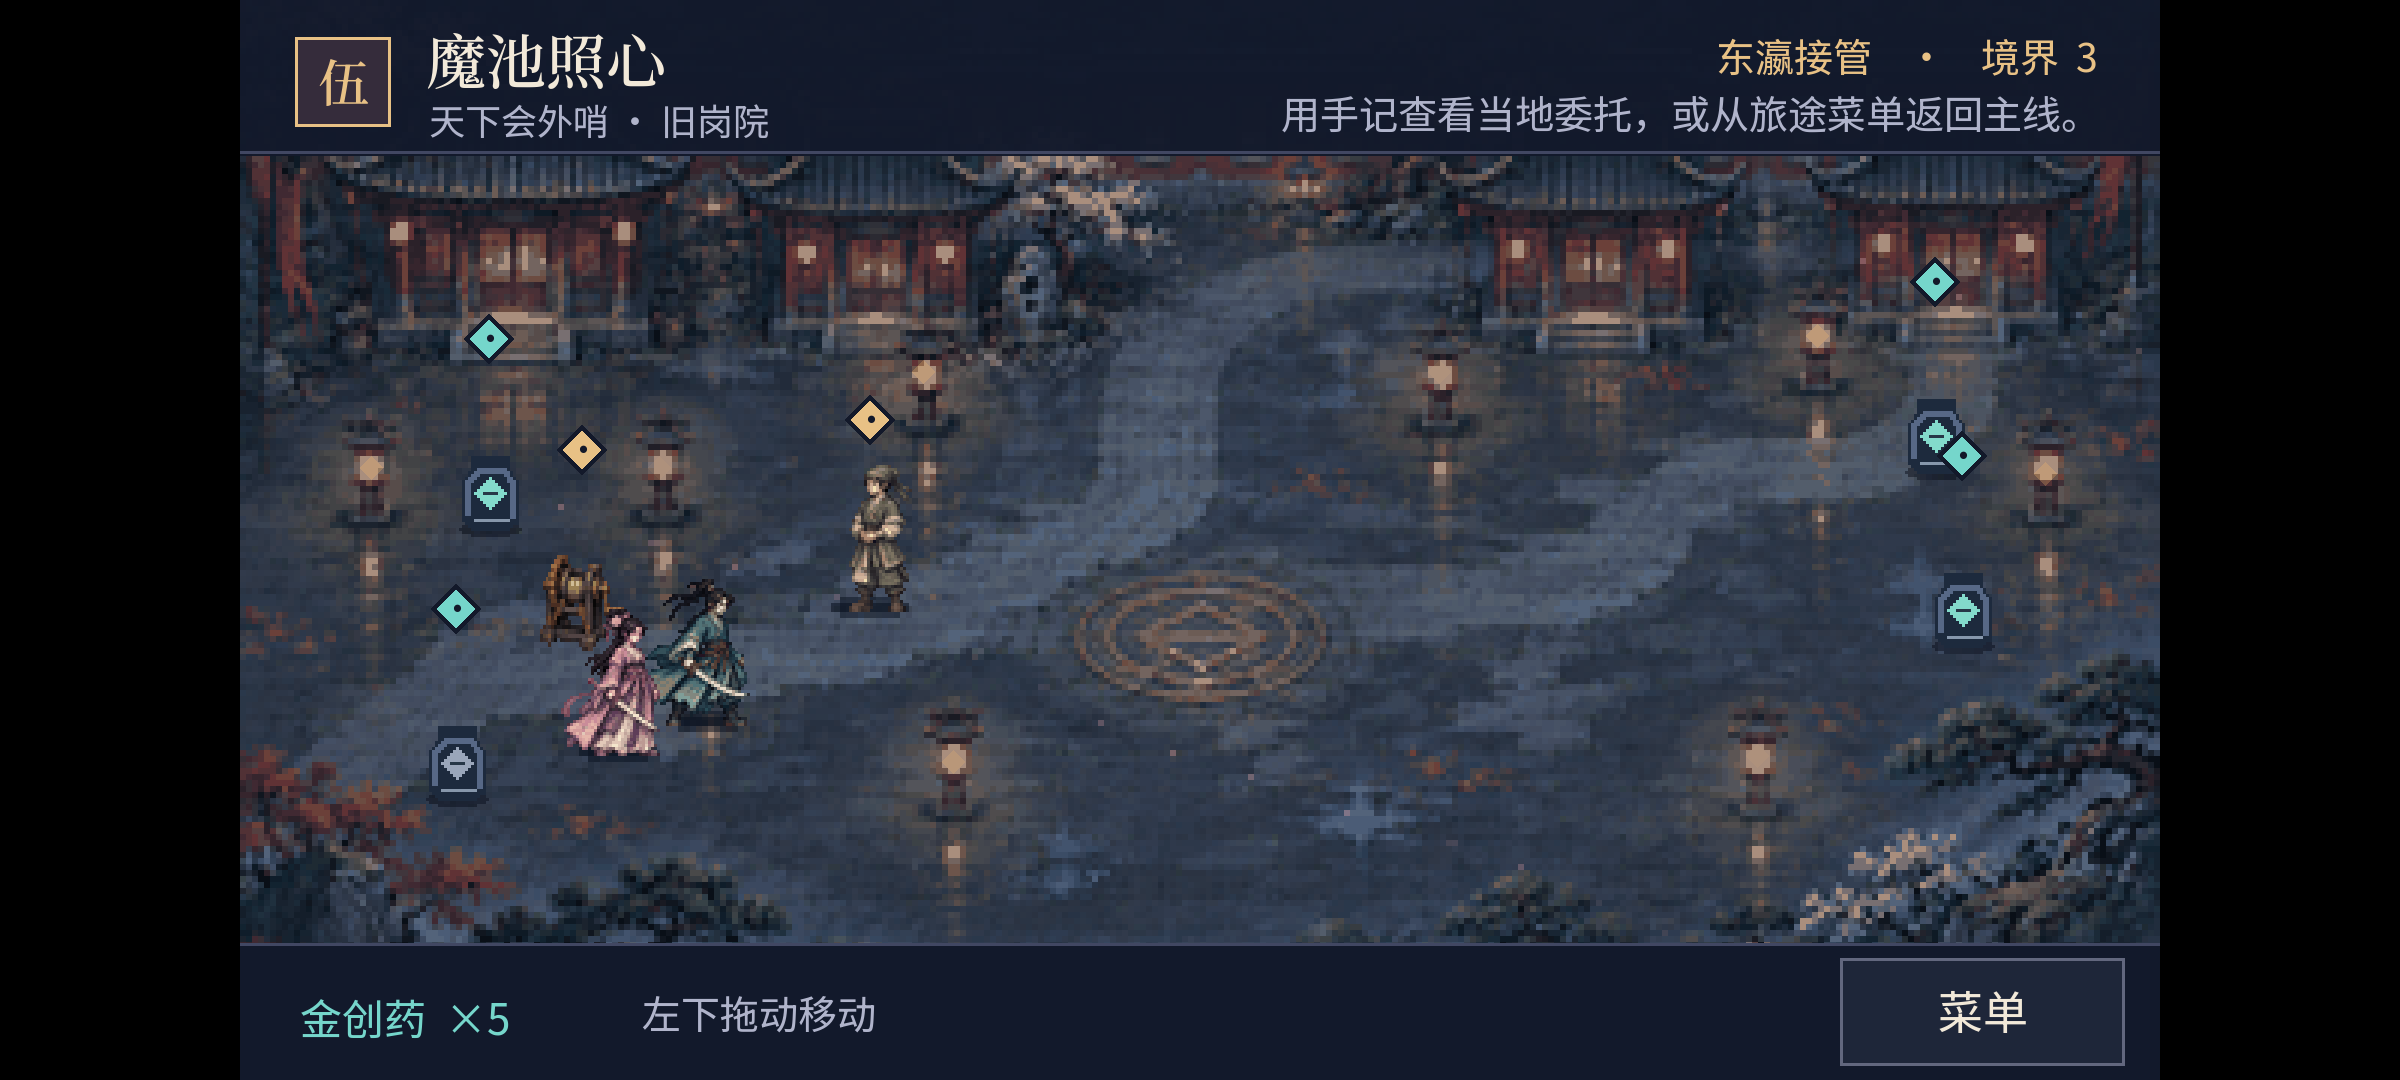 伍
魔池照心
天下会外哨 · 旧岗院
东瀛接管 · 境界 3
用手记查看当地委托，或从旅途菜单返回主线。
金创药 ×5
左下拖动移动
菜单